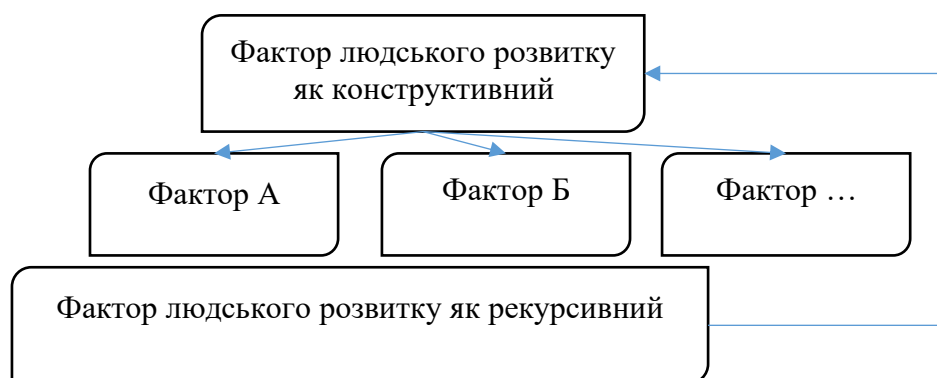 Фактор людського розвитку
як конструктивний
Фактор А
Фактор Б
Фактор …
Фактор людського розвитку як рекурсивний